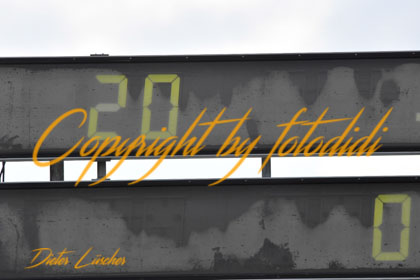 20
Copyright by fotodidi
0
Dieter Lüscher